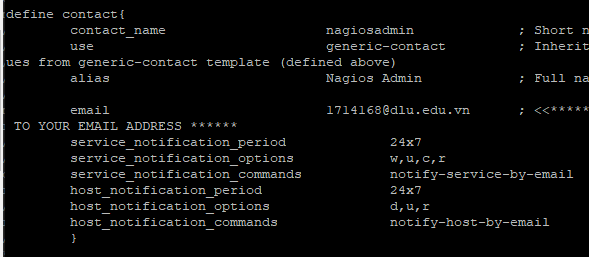 define contact{
contact_name nagiosadmin ; Short n
use generic-contact ; Inherit
ues from generic-contact template (defined above)
alias Nagios Admin ; Full na
email 1714168@dlu.edu.vn ; <<*****
TO YOUR EMAIL ADDRESS ******
service_notification_period 24x7
service_notification_options w,u,c,r
service_notification_commands notify-service-by-email
host_notification_period 24x7
host_notification_options d,u,r
host_notification_commands notify-host-by-email
}